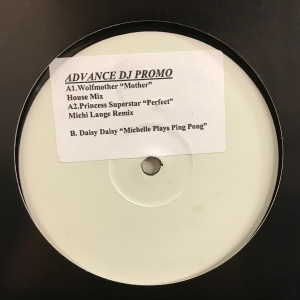 ADVANCE DJ PROMO
A1.Wolfmother "Mother"
House Mix
A2.Princess Superstar "Perfect"
Michi Lange Remix
B. Daisy Daisy "Michelle Plays Ping Pong"